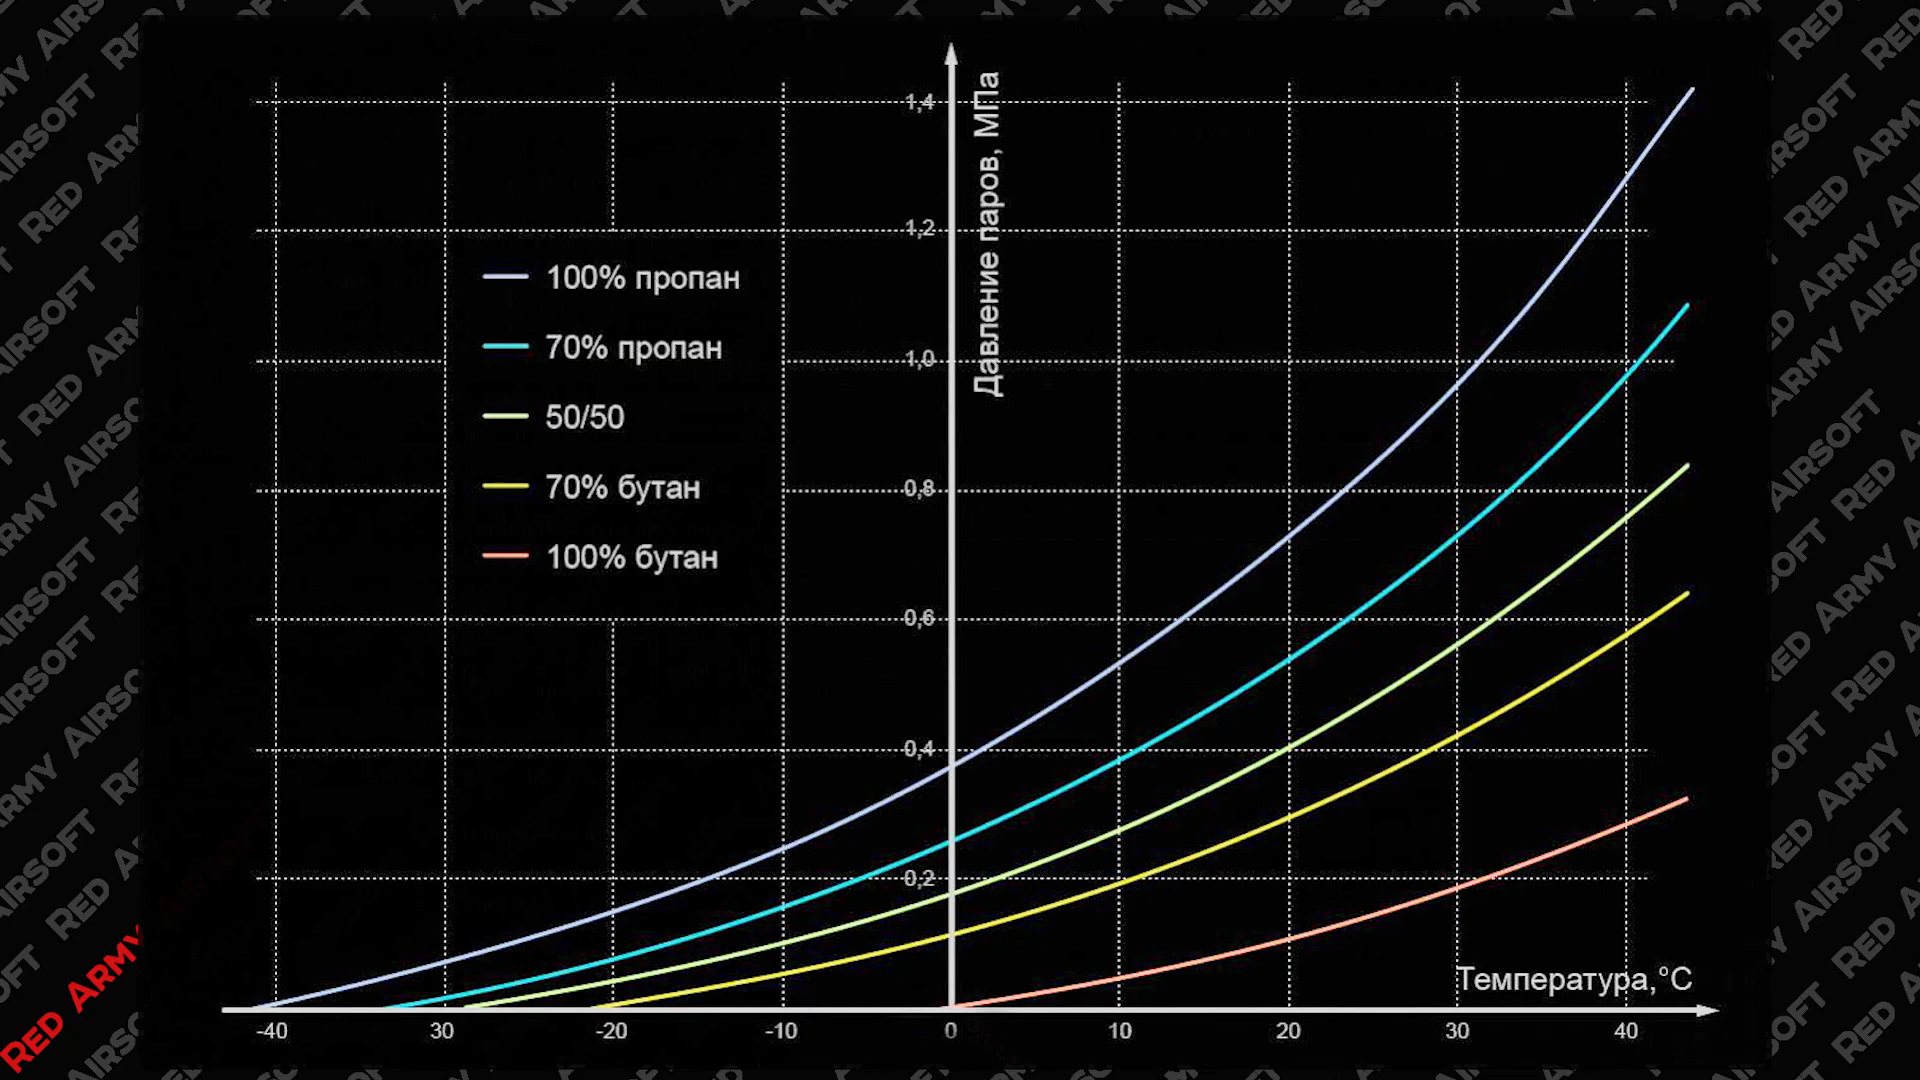 Давление паров, МПа
1,4
1,2
1,0
0,8
0,6
0,4
0,2
100% пропан
70% пропан
50/50
70% бутан
100% бутан
Температура,°C
-40
30
-20
-10
0
10
20
30
40
RED ARMY AIRSOFT
RED ARMY